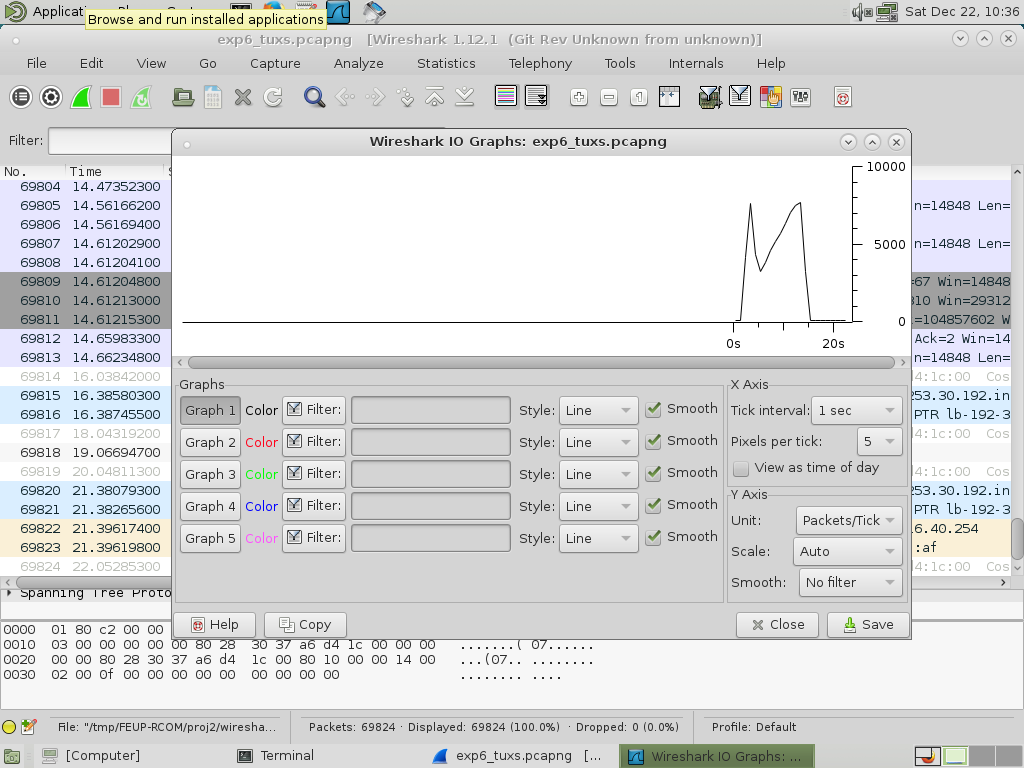 Applications
Browse and run installed applications
Sat Dec 22, 10:36
exp6_tuxs.pcapng [Wireshark 1.12.1 (Git Rev Unknown from unknown)]
File Edit View Go Capture Analyze Statistics Telephony Tools Internals Help
Filter:
Wireshark IO Graphs: exp6_tuxs.pcapng
No. Time
69804 14.47352300
69805 14.56166200 n=14848 Len=
69806 14.56169400
69807 14.61202900 n=14848 Len=
69808 14.61204100
69809 14.61204800 =67 Win=14848
69810 14.61213000 310 Win=29312
69811 14.61215300 =104857602 W
69812 14.65983300 Ack=2 Win=14
69813 14.66234800 n=14848 Len=
69814 16.03842000 d4:1c:00 Cos
69815 16.38580300 253.30.192.in
69816 16.38745500 PTR lb-192-3
69817 18.04319200 d4:1c:00 Cos
69818 19.06694700
69819 20.04811300 d4:1c:00 Cos
69820 21.38079300 253.30.192.in
69821 21.38265600 PTR lb-192-3
69822 21.39617400 6.40.254
69823 21.39619800 :af
69824 22.05285300 d4:1c:00 Cos
10000
5000
0
0s 20s
Graphs
Graph 1 Color Filter: Style: Line Smooth
Graph 2 Color Filter: Style: Line Smooth
Graph 3 Color Filter: Style: Line Smooth
Graph 4 Color Filter: Style: Line Smooth
Graph 5 Color Filter: Style: Line Smooth
X Axis
Tick interval: 1 sec
Pixels per tick: 5
View as time of day
Y Axis
Unit: Packets/Tick
Scale: Auto
Smooth: No filter
Help Copy Close Save
Spanning Tree Proto
0000 01 80 c2 00 00
0010 03 00 00 00 00 00 80 28 30 37 a6 d4 1c 00 00 00 .......( 07......
0020 00 00 80 28 30 37 a6 d4 1c 00 80 10 00 00 14 00 ...(07.. ........
0030 02 00 0f 00 00 00 00 00 00 00 00 00 ........ ....
File: "/tmp/FEUP-RCOM/proj2/wiresha... Packets: 69824 · Displayed: 69824 (100.0%) · Dropped: 0 (0.0%) Profile: Default
[Computer] Terminal exp6_tuxs.pcapng [... Wireshark IO Graphs: ...